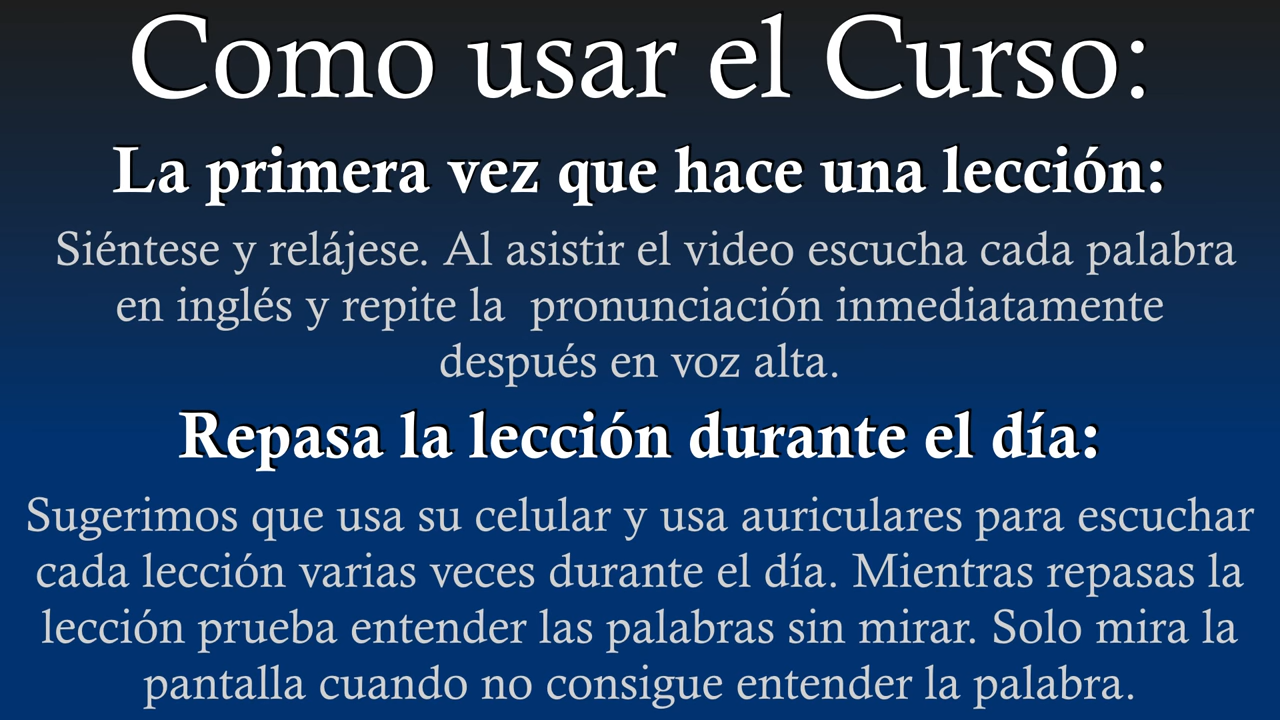 Como usar el Curso:
La primera vez que hace una lección:
Siéntese y relájese. Al asistir el video escucha cada palabra
en inglés y repite la  pronunciación inmediatamente
después en voz alta.
Repasa la lección durante el día:
Sugerimos que usa su celular y usa auriculares para escuchar
cada lección varias veces durante el día. Mientras repasas la
lección prueba entender las palabras sin mirar. Solo mira la
pantalla cuando no consigue entender la palabra.